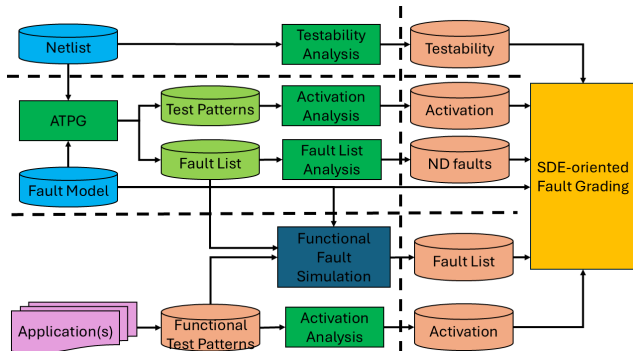 Netlist
Testability
Analysis
Testability
ATPG
Test Patterns
Activation
Analysis
Activation
Fault List
Fault List
Analysis
ND faults
SDE-oriented
Fault Grading
Fault Model
Functional
Fault
Simulation
Fault List
Application(s)
Functional
Test Patterns
Activation
Analysis
Activation